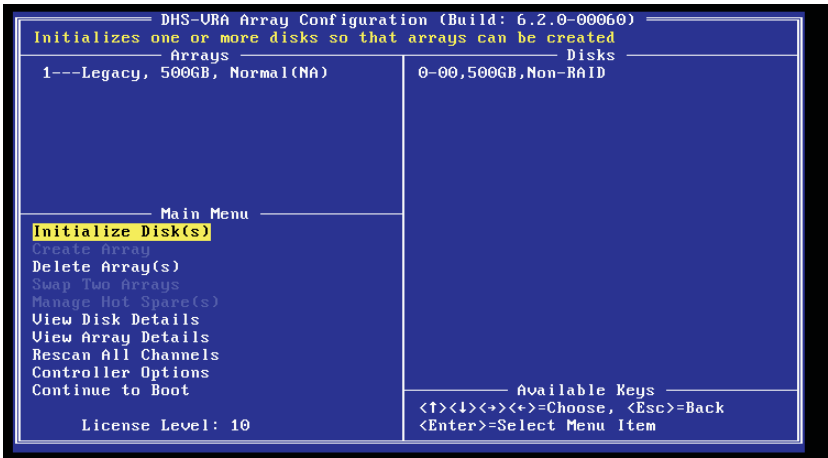 DHS-VRA Array Configuration (Build: 6.2.0-00060)
Initializes one or more disks so that arrays can be created
Arrays
1---Legacy, 500GB, Normal(NA)
Disks
0-00,500GB,Non-RAID
Main Menu
Initialize Disk(s)
Create Array
Delete Array(s)
Swap Two Arrays
Manage Hot Spare(s)
View Disk Details
View Array Details
Rescan All Channels
Controller Options
Continue to Boot
License Level: 10
Available Keys
<↑><↓><→><←>=Choose, <Esc>=Back
<Enter>=Select Menu Item